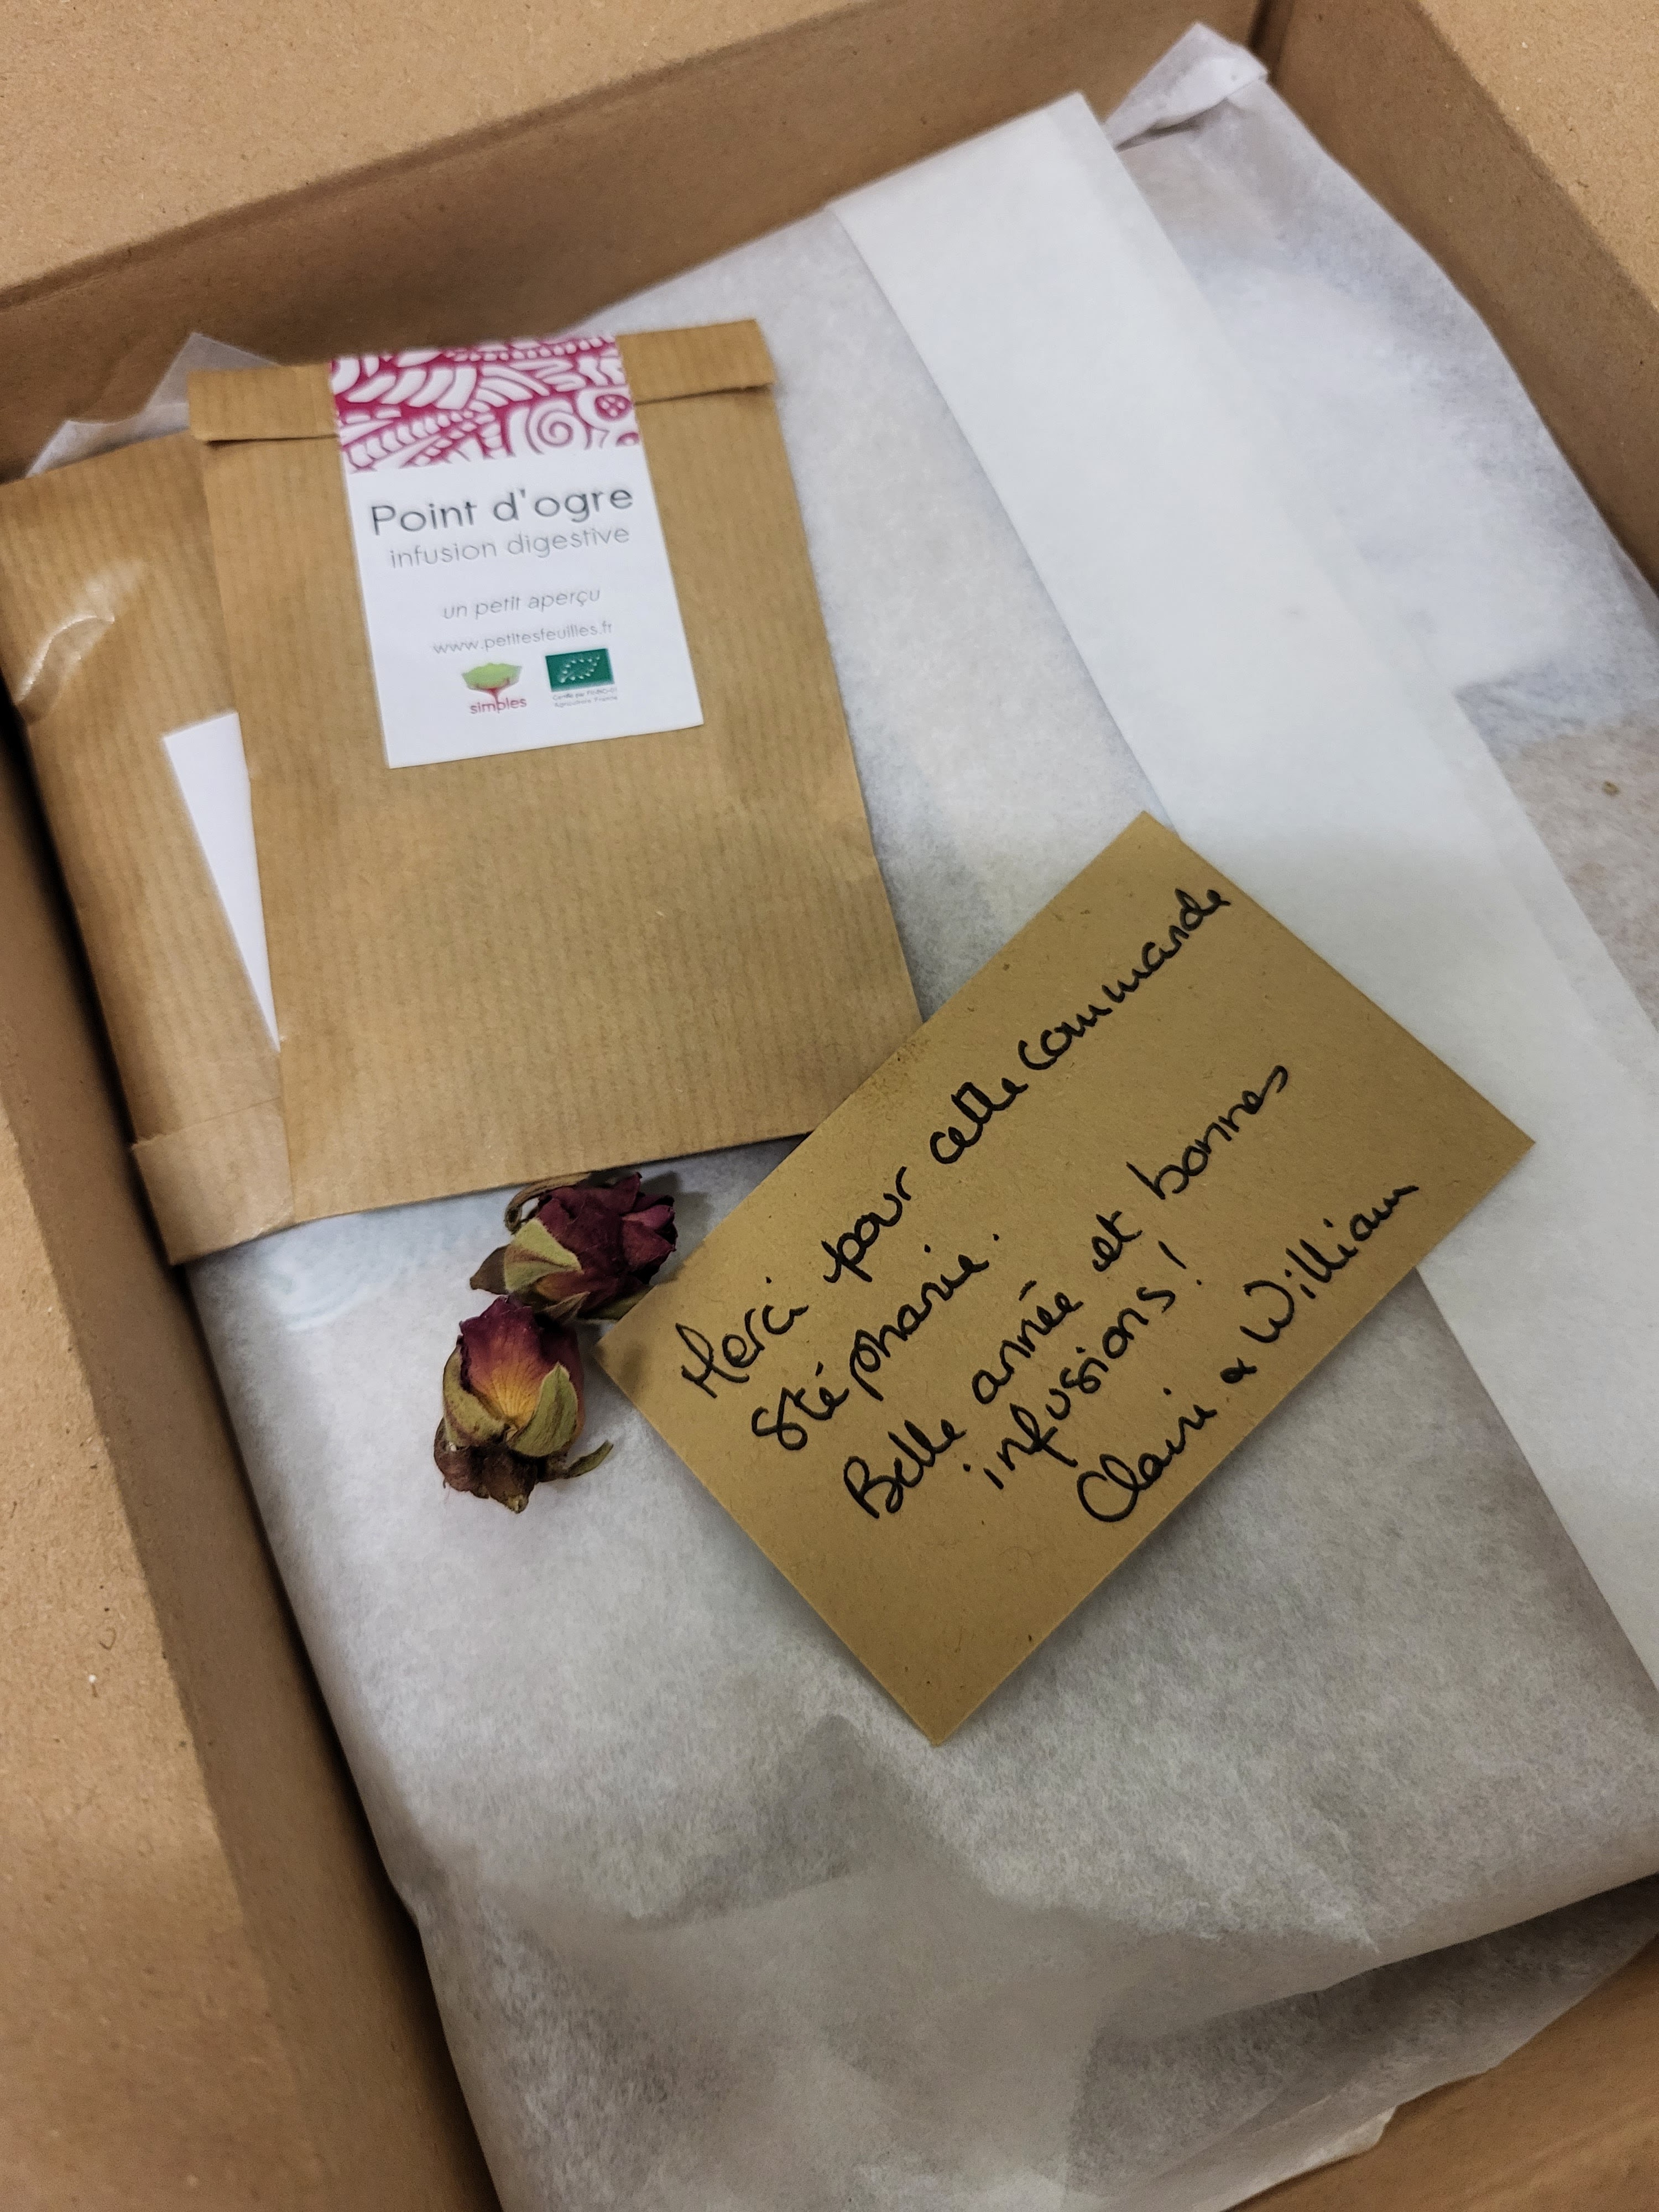 Point d'ogre
infusion digestive
un petit aperçu
www.petitesfeuilles.fr
simples
Merci pour cette commande
Stéphanie.
Belle année et bonnes
infusions!
Claire & William